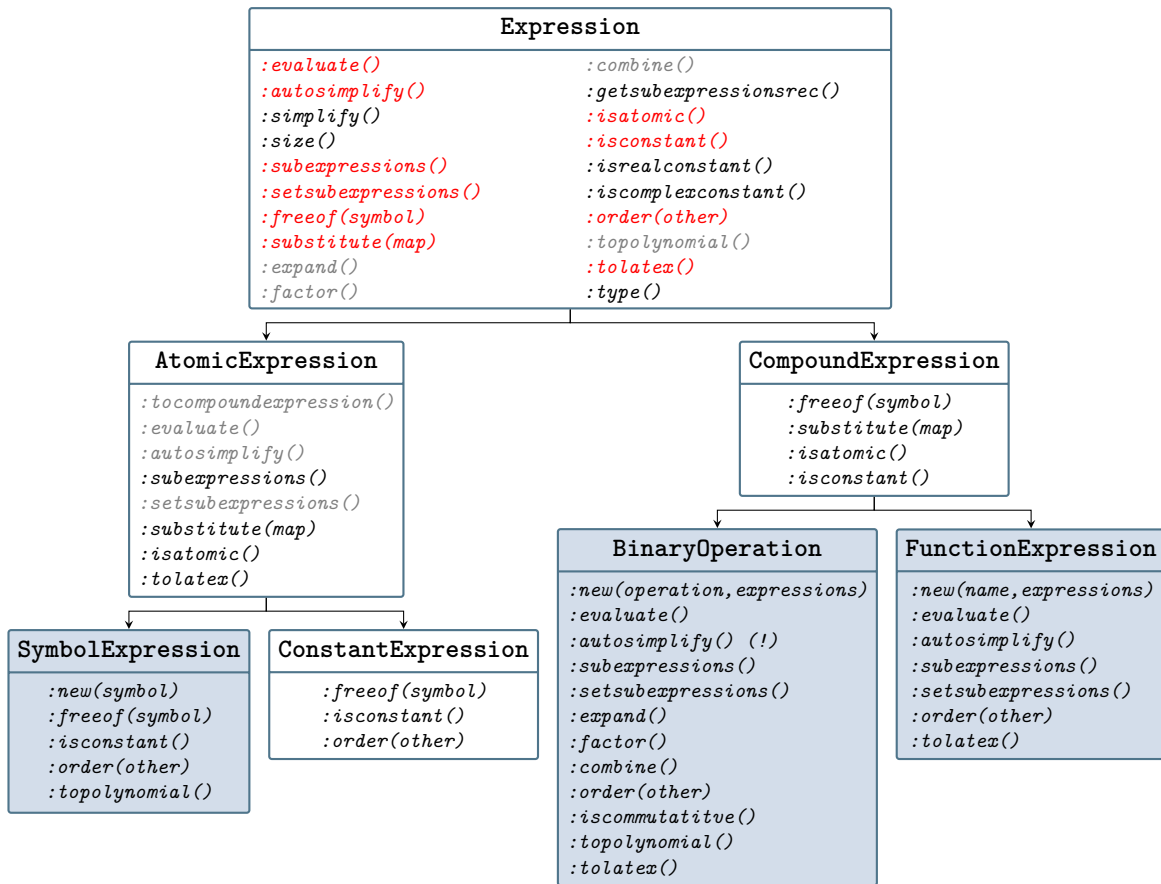 Expression
:evaluate()
:autosimplify()
:simplify()
:size()
:subexpressions()
:setsubexpressions()
:freeof(symbol)
:substitute(map)
:expand()
:factor()
:combine()
:getsubexpressionsrec()
:isatomic()
:isconstant()
:isrealconstant()
:iscomplexconstant()
:order(other)
:topolynomial()
:tolatex()
:type()
AtomicExpression
:tocompoundexpression()
:evaluate()
:autosimplify()
:subexpressions()
:setsubexpressions()
:substitute(map)
:isatomic()
:tolatex()
CompoundExpression
:freeof(symbol)
:substitute(map)
:isatomic()
:isconstant()
SymbolExpression
:new(symbol)
:freeof(symbol)
:isconstant()
:order(other)
:topolynomial()
ConstantExpression
:freeof(symbol)
:isconstant()
:order(other)
BinaryOperation
:new(operation,expressions)
:evaluate()
:autosimplify() (!)
:subexpressions()
:setsubexpressions()
:expand()
:factor()
:combine()
:order(other)
:iscommutatitve()
:topolynomial()
:tolatex()
FunctionExpression
:new(name,expressions)
:evaluate()
:autosimplify()
:subexpressions()
:setsubexpressions()
:order(other)
:tolatex()